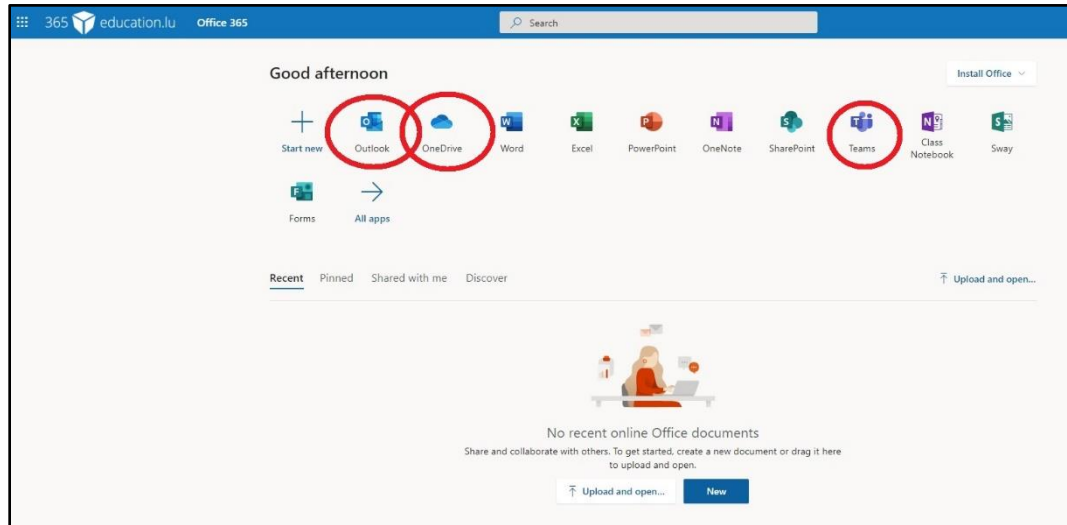 365 education.lu Office 365 Search
Good afternoon
Install Office
Start new Outlook OneDrive Word Excel PowerPoint OneNote SharePoint Teams Class Notebook Sway
Forms All apps
Recent Pinned Shared with me Discover Upload and open...
No recent online Office documents
Share and collaborate with others. To get started, create a new document or drag it here
to upload and open.
Upload and open... New